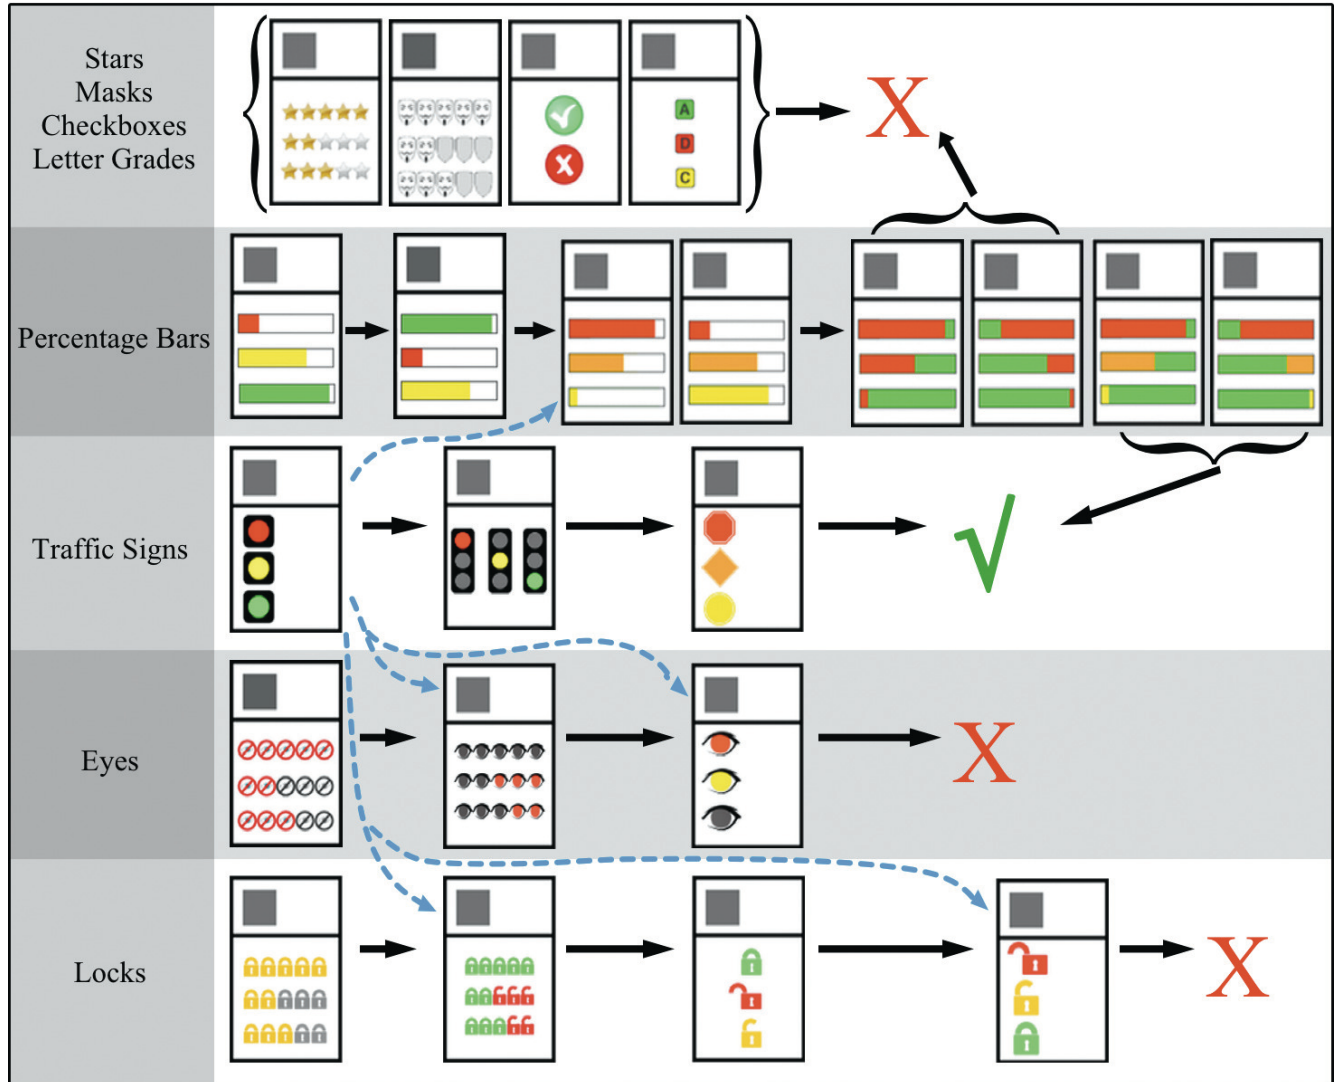 Stars
Masks
Checkboxes
Letter Grades
A
D
C
X
Percentage Bars
Traffic Signs
Eyes
X
Locks
X